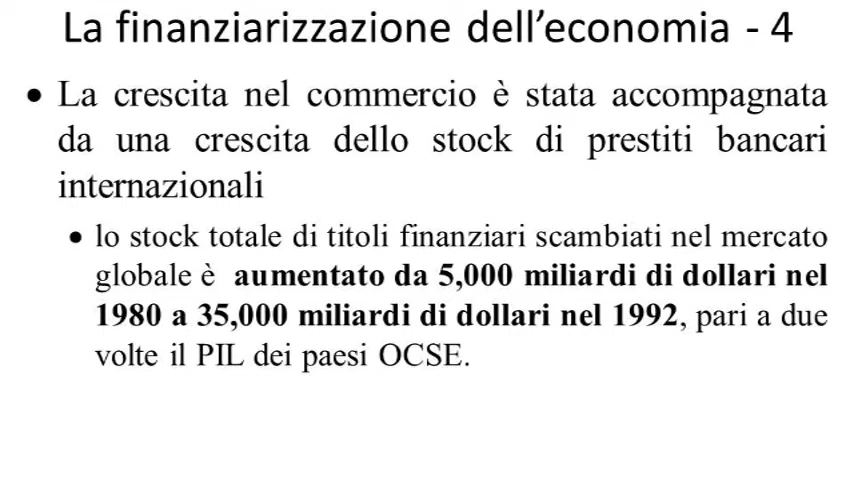 La finanziarizzazione dell’economia - 4
• La crescita nel commercio è stata accompagnata
da una crescita dello stock di prestiti bancari
internazionali
• lo stock totale di titoli finanziari scambiati nel mercato
globale è aumentato da 5,000 miliardi di dollari nel
1980 a 35,000 miliardi di dollari nel 1992, pari a due
volte il PIL dei paesi OCSE.